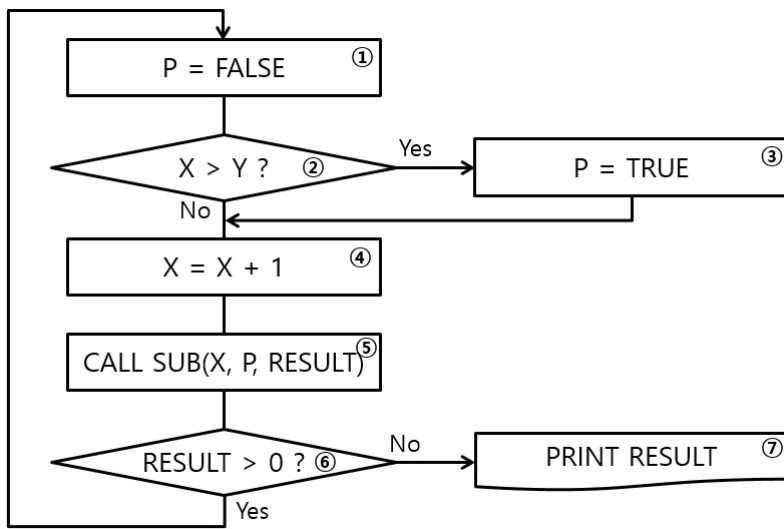 P = FALSE ①
X > Y ? ②
Yes
P = TRUE ③
No
X = X + 1 ④
CALL SUB(X, P, RESULT) ⑤
RESULT > 0 ? ⑥
No
PRINT RESULT ⑦
Yes